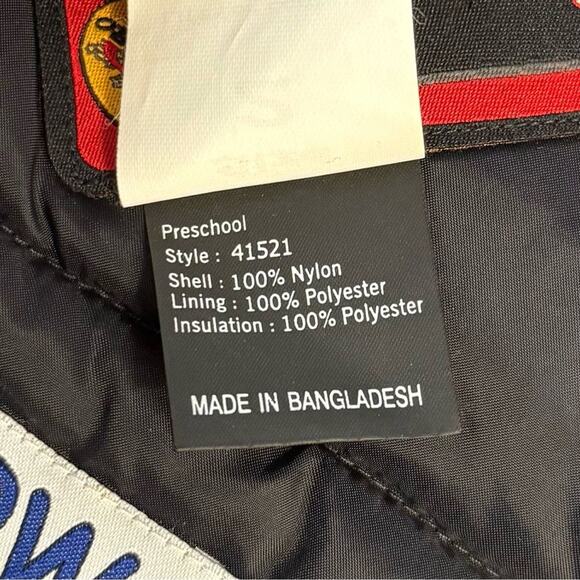 Preschool
Style : 41521
Shell : 100% Nylon
Lining : 100% Polyester
Insulation : 100% Polyester
MADE IN BANGLADESH